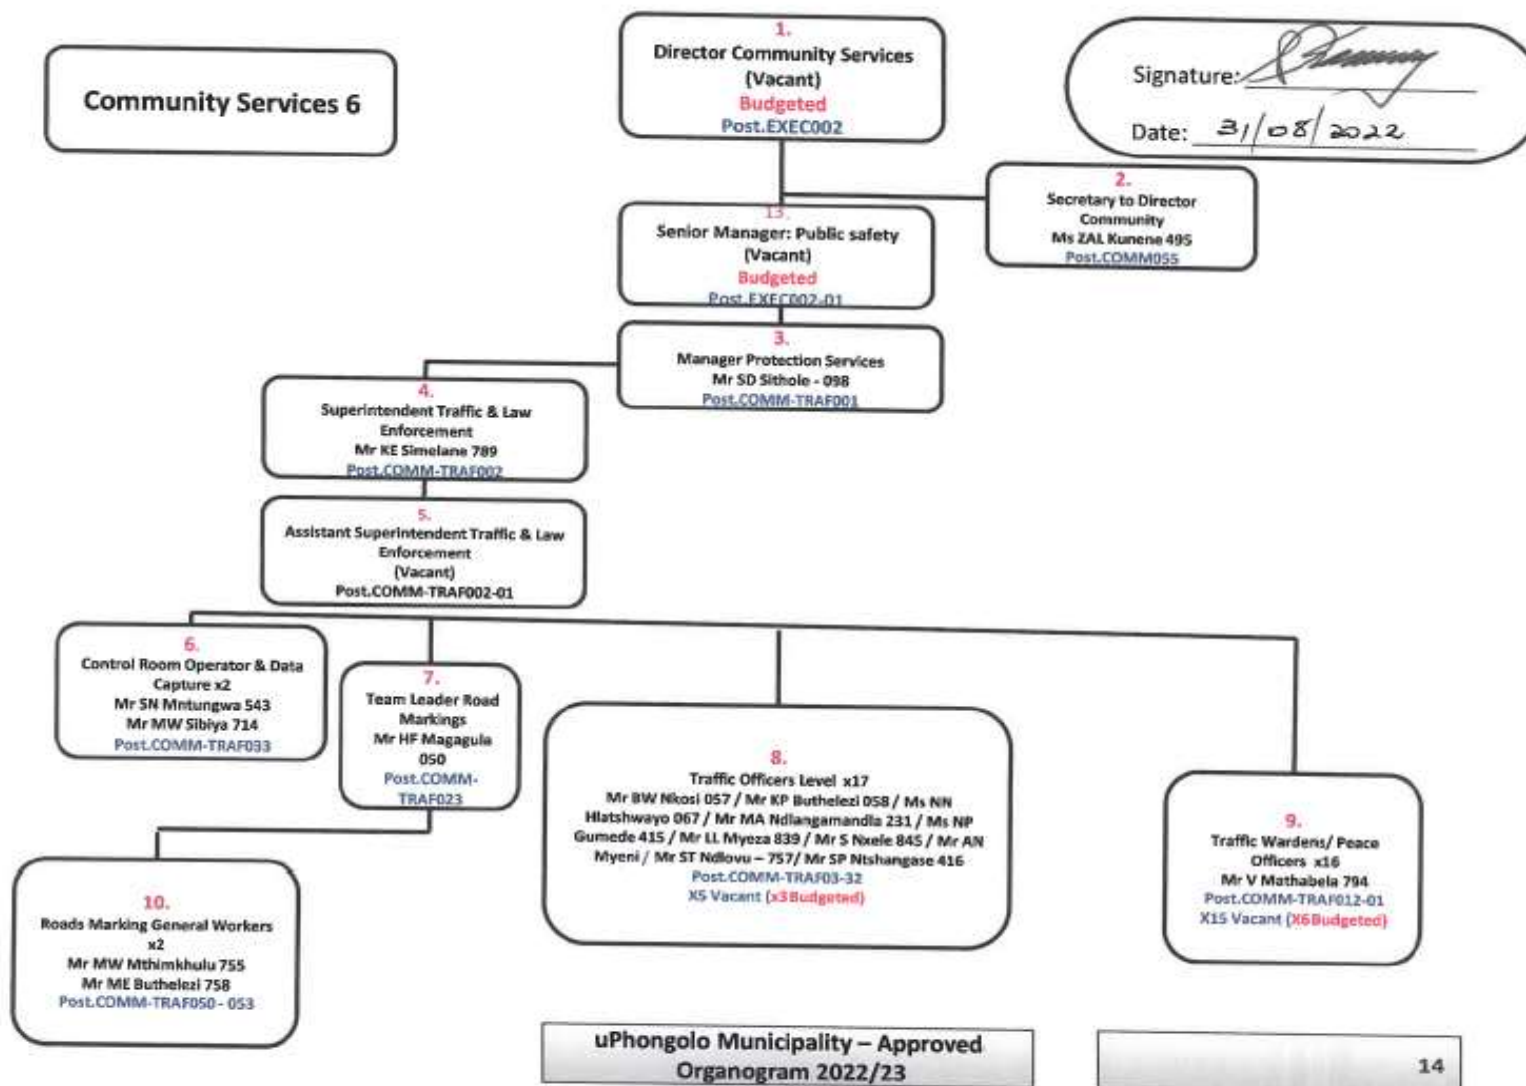 Community Services 6
1.
Director Community Services
(Vacant)
Budgeted
Post.EXEC002
Signature:
Date: 31/08/2022
2.
Secretary to Director
Community
Ms ZAL Kunene 495
Post.COMM055
13.
Senior Manager: Public safety
(Vacant)
Budgeted
Post.EXEC002-01
3.
Manager Protection Services
Mr SD Sithole - 098
Post.COMM-TRAF001
4.
Superintendent Traffic & Law
Enforcement
Mr KE Simelane 789
Post.COMM-TRAF002
5.
Assistant Superintendent Traffic & Law
Enforcement
(Vacant)
Post.COMM-TRAF002-01
6.
Control Room Operator & Data
Capture x2
Mr SN Mntungwa 543
Mr MW Sibiya 714
Post.COMM-TRAF033
7.
Team Leader Road
Markings
Mr HF Magagula
050
Post.COMM-
TRAF023
8.
Traffic Officers Level x17
Mr BW Nkosi 057 / Mr KP Buthelezi 058 / Ms NN
Hlatshwayo 067 / Mr MA Ndlangamandla 231 / Ms NP
Gumede 415 / Mr LL Myeza 839 / Mr S Nxele 845 / Mr AN
Myeni / Mr ST Ndlovu – 757/ Mr SP Ntshangase 416
Post.COMM-TRAF03-32
X5 Vacant (x3Budgeted)
9.
Traffic Wardens/ Peace
Officers x16
Mr V Mathabela 794
Post.COMM-TRAF012-01
X15 Vacant (X6Budgeted)
10.
Roads Marking General Workers
x2
Mr MW Mthimkhulu 755
Mr ME Buthelezi 758
Post.COMM-TRAF050 - 053
uPhongolo Municipality – Approved
Organogram 2022/23
14